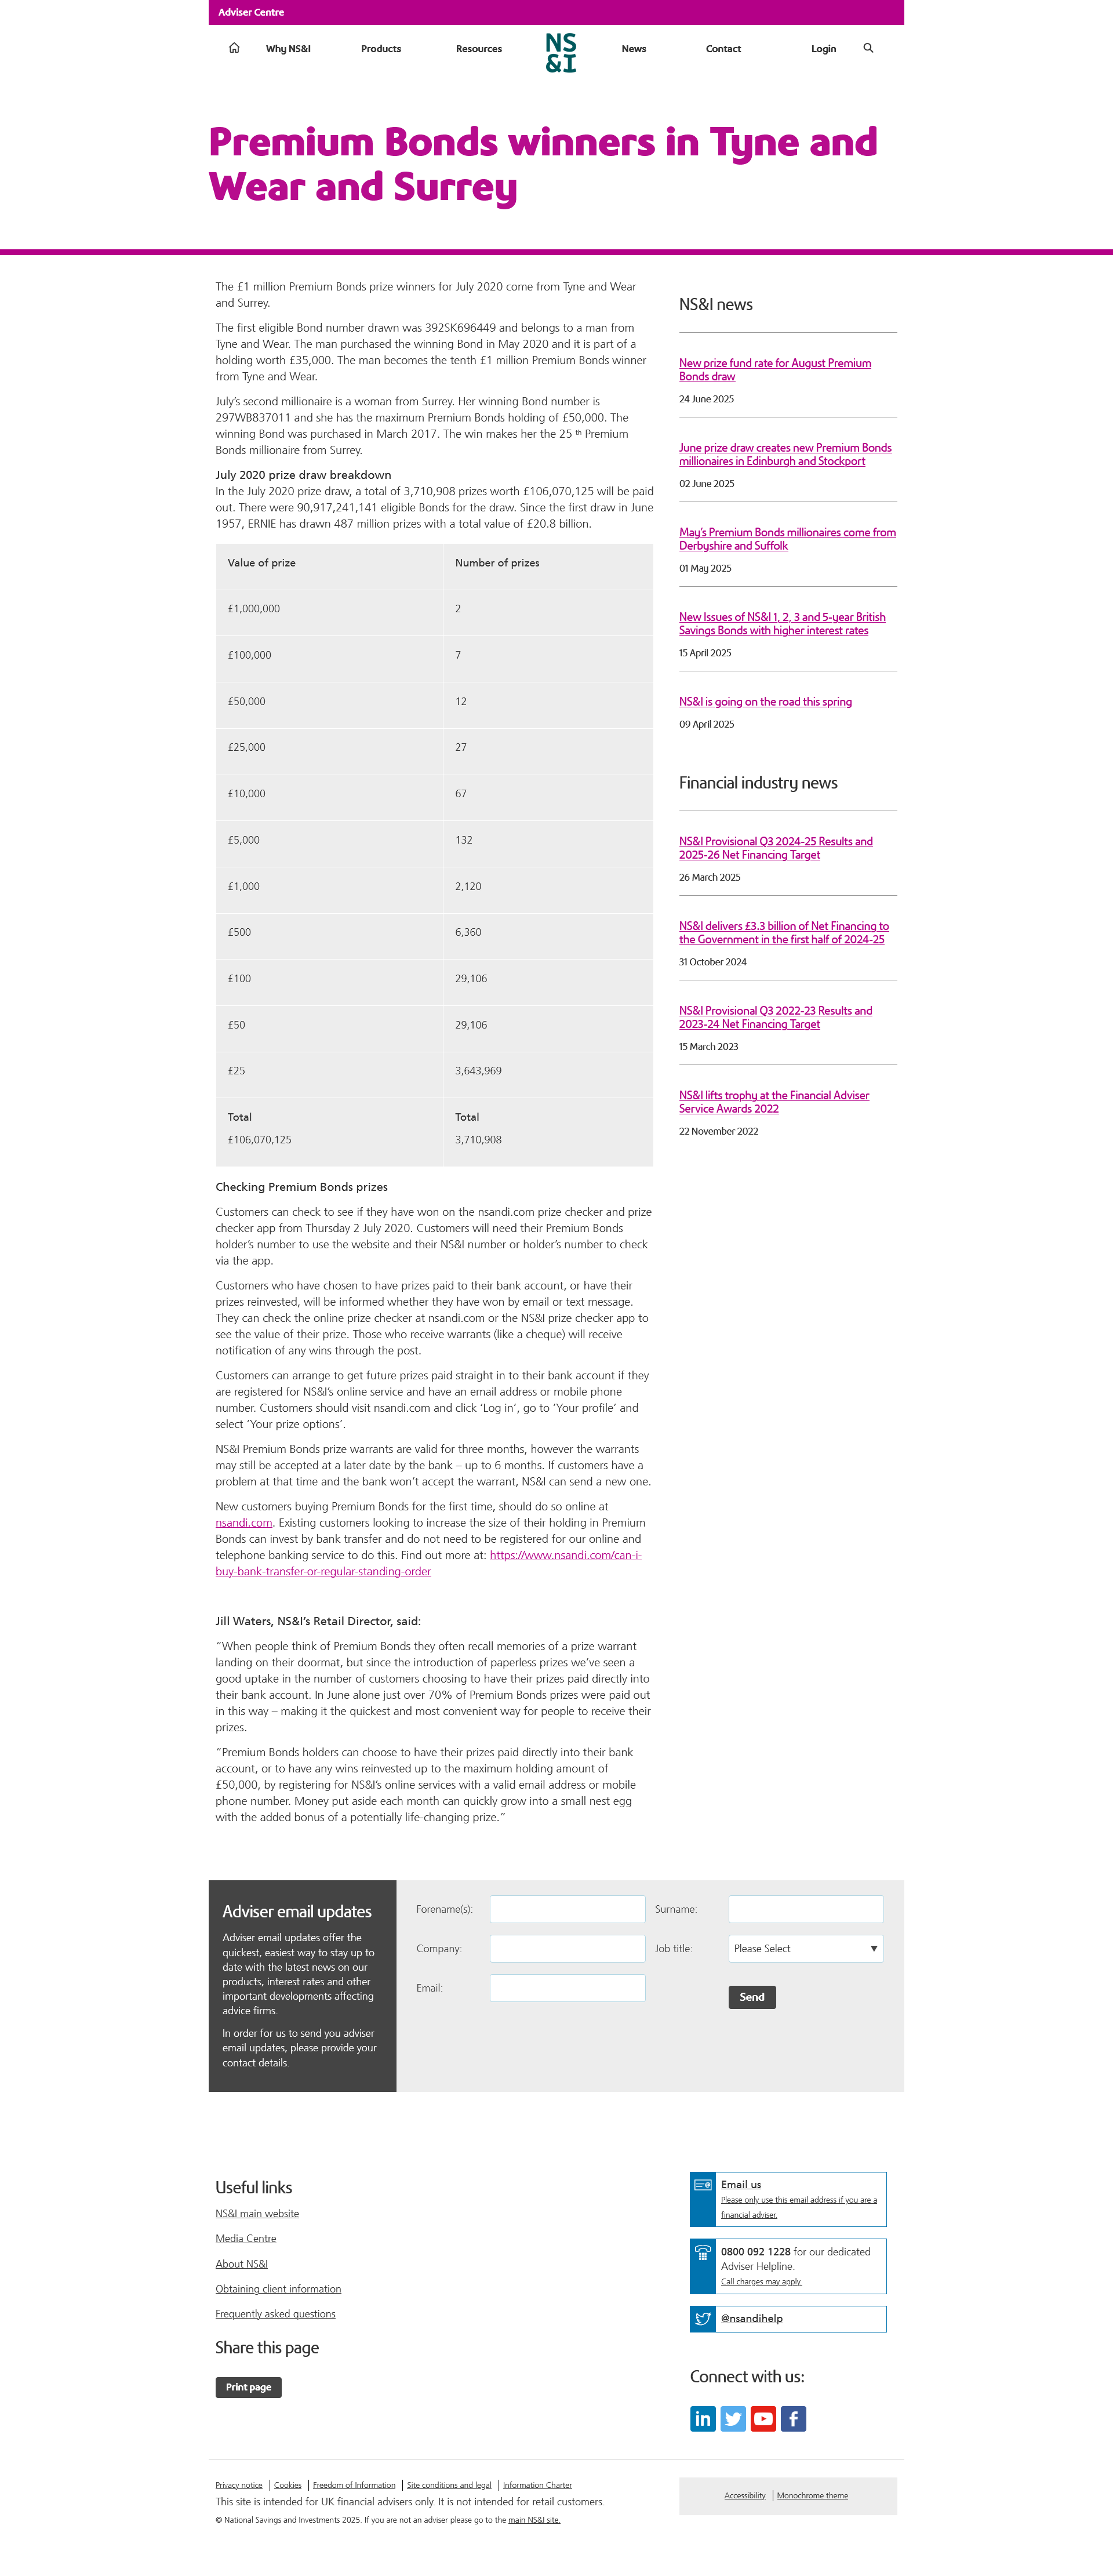 Adviser Centre
Why NS&I
Products
Resources
NS
&I
News
Contact
Login
Premium Bonds winners in Tyne and
Wear and Surrey
The £1 million Premium Bonds prize winners for July 2020 come from Tyne and Wear
and Surrey.
The first eligible Bond number drawn was 392SK696449 and belongs to a man from
Tyne and Wear. The man purchased the winning Bond in May 2020 and it is part of a
holding worth £35,000. The man becomes the tenth £1 million Premium Bonds winner
from Tyne and Wear.
July’s second millionaire is a woman from Surrey. Her winning Bond number is
297WB837011 and she has the maximum Premium Bonds holding of £50,000. The
winning Bond was purchased in March 2017. The win makes her the 25 th Premium
Bonds millionaire from Surrey.
July 2020 prize draw breakdown
In the July 2020 prize draw, a total of 3,710,908 prizes worth £106,070,125 will be paid
out. There were 90,917,241,141 eligible Bonds for the draw. Since the first draw in June
1957, ERNIE has drawn 487 million prizes with a total value of £20.8 billion.
Value of prize
Number of prizes
£1,000,000
2
£100,000
7
£50,000
12
£25,000
27
£10,000
67
£5,000
132
£1,000
2,120
£500
6,360
£100
29,106
£50
29,106
£25
3,643,969
Total
£106,070,125
Total
3,710,908
Checking Premium Bonds prizes
Customers can check to see if they have won on the nsandi.com prize checker and prize
checker app from Thursday 2 July 2020. Customers will need their Premium Bonds
holder’s number to use the website and their NS&I number or holder’s number to check
via the app.
Customers who have chosen to have prizes paid to their bank account, or have their
prizes reinvested, will be informed whether they have won by email or text message.
They can check the online prize checker at nsandi.com or the NS&I prize checker app to
see the value of their prize. Those who receive warrants (like a cheque) will receive
notification of any wins through the post.
Customers can arrange to get future prizes paid straight in to their bank account if they
are registered for NS&I’s online service and have an email address or mobile phone
number. Customers should visit nsandi.com and click ‘Log in’, go to ‘Your profile’ and
select ‘Your prize options’.
NS&I Premium Bonds prize warrants are valid for three months, however the warrants
may still be accepted at a later date by the bank – up to 6 months. If customers have a
problem at that time and the bank won’t accept the warrant, NS&I can send a new one.
New customers buying Premium Bonds for the first time, should do so online at
nsandi.com. Existing customers looking to increase the size of their holding in Premium
Bonds can invest by bank transfer and do not need to be registered for our online and
telephone banking service to do this. Find out more at: https://www.nsandi.com/can-i-
buy-bank-transfer-or-regular-standing-order
Jill Waters, NS&I’s Retail Director, said:
“When people think of Premium Bonds they often recall memories of a prize warrant
landing on their doormat, but since the introduction of paperless prizes we’ve seen a
good uptake in the number of customers choosing to have their prizes paid directly into
their bank account. In June alone just over 70% of Premium Bonds prizes were paid out
in this way – making it the quickest and most convenient way for people to receive their
prizes.
“Premium Bonds holders can choose to have their prizes paid directly into their bank
account, or to have any wins reinvested up to the maximum holding amount of
£50,000, by registering for NS&I’s online services with a valid email address or mobile
phone number. Money put aside each month can quickly grow into a small nest egg
with the added bonus of a potentially life-changing prize.”
NS&I news
New prize fund rate for August Premium
Bonds draw
24 June 2025
June prize draw creates new Premium Bonds
millionaires in Edinburgh and Stockport
02 June 2025
May’s Premium Bonds millionaires come from
Derbyshire and Suffolk
01 May 2025
New Issues of NS&I 1, 2, 3 and 5-year British
Savings Bonds with higher interest rates
15 April 2025
NS&I is going on the road this spring
09 April 2025
Financial industry news
NS&I Provisional Q3 2024-25 Results and
2025-26 Net Financing Target
26 March 2025
NS&I delivers £3.3 billion of Net Financing to
the Government in the first half of 2024-25
31 October 2024
NS&I Provisional Q3 2022-23 Results and
2023-24 Net Financing Target
15 March 2023
NS&I lifts trophy at the Financial Adviser
Service Awards 2022
22 November 2022
Adviser email updates
Adviser email updates offer the
quickest, easiest way to stay up to
date with the latest news on our
products, interest rates and other
important developments affecting
advice firms.
In order for us to send you adviser
email updates, please provide your
contact details.
Forename(s):
Surname:
Company:
Job title:
Please Select
Email:
Send
Useful links
NS&I main website
Media Centre
About NS&I
Obtaining client information
Frequently asked questions
Share this page
Print page
Email us
Please only use this email address if you are a
financial adviser.
0800 092 1228 for our dedicated
Adviser Helpline.
Call charges may apply.
@nsandihelp
Connect with us:
Privacy notice
Cookies
Freedom of Information
Site conditions and legal
Information Charter
This site is intended for UK financial advisers only. It is not intended for retail customers.
© National Savings and Investments 2025. If you are not an adviser please go to the main NS&I site.
Accessibility
Monochrome theme